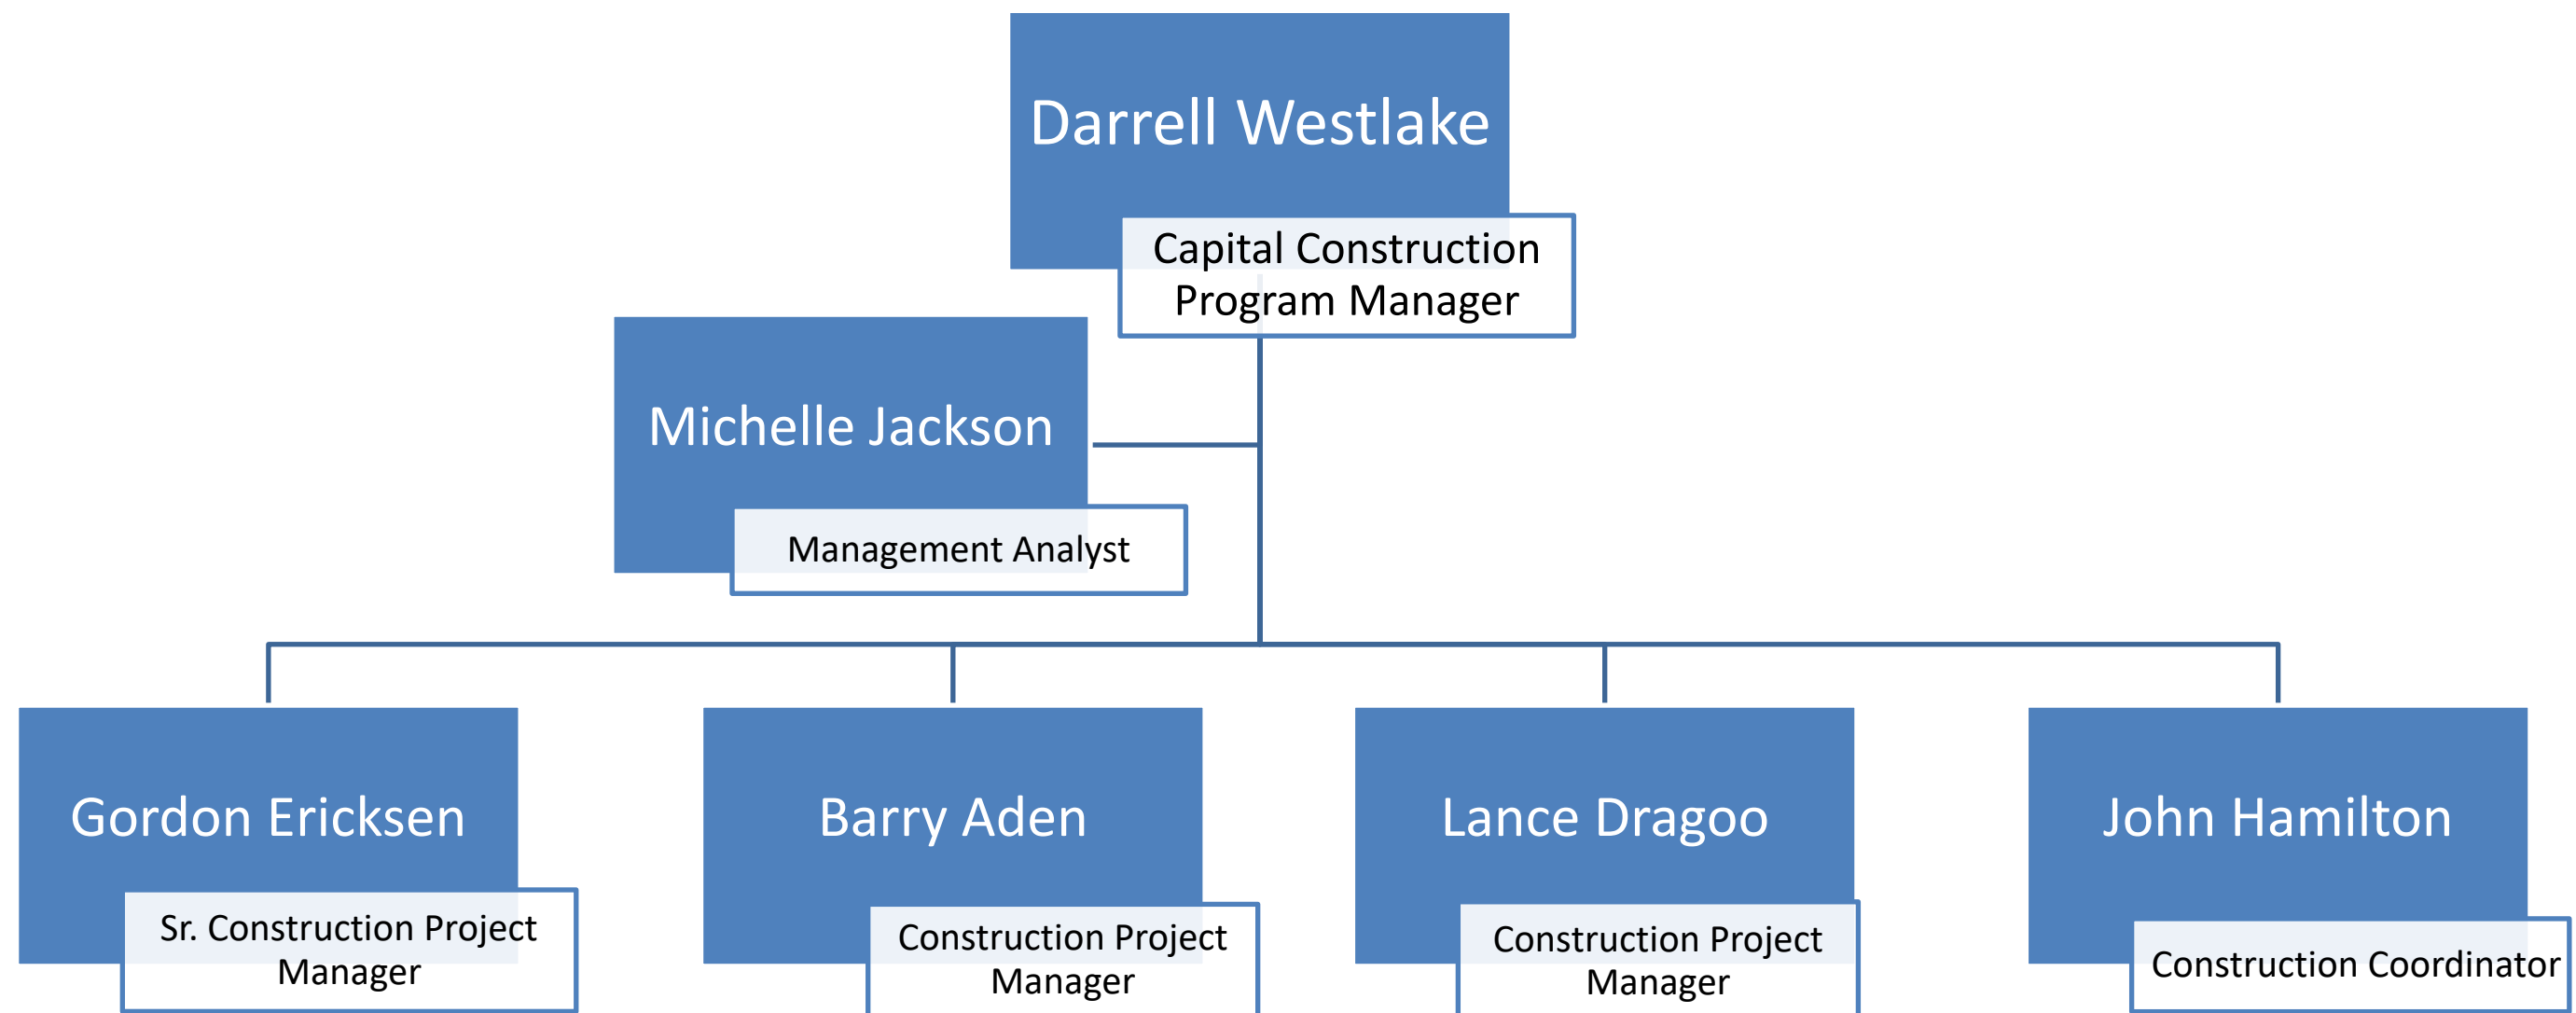 Darrell Westlake
Capital Construction
Program Manager
Michelle Jackson
Management Analyst
Gordon Ericksen
Sr. Construction Project
Manager
Barry Aden
Construction Project
Manager
Lance Dragoo
Construction Project
Manager
John Hamilton
Construction Coordinator